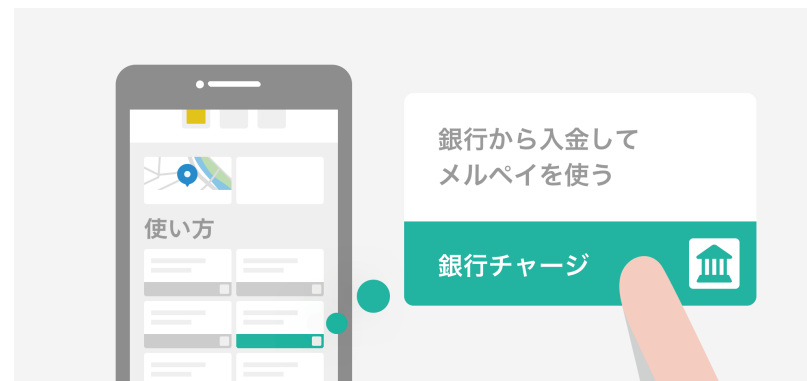 使い方
銀行から入金して
メルペイを使う
銀行チャージ